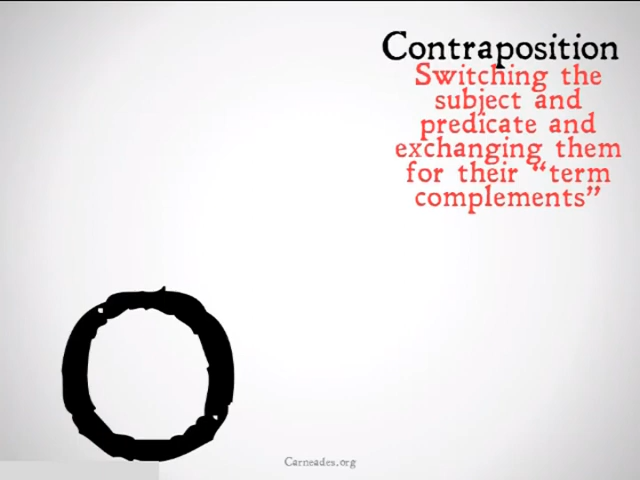 Contraposition
Switching the
subject and
predicate and
exchanging them
for their “term
complements”
O
Carneades.org